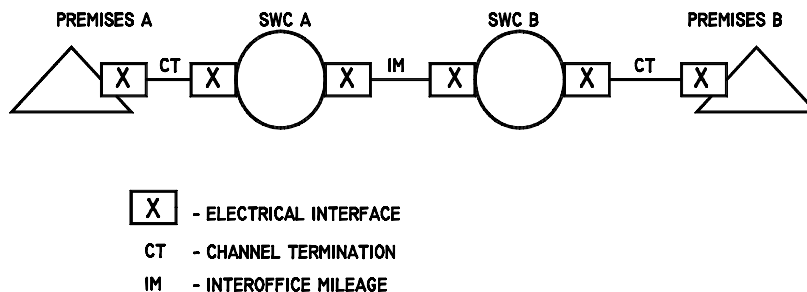 PREMISES A SWC A SWC B PREMISES B
X CT X X IM X X CT X
X - ELECTRICAL INTERFACE
CT - CHANNEL TERMINATION
IM - INTEROFFICE MILEAGE